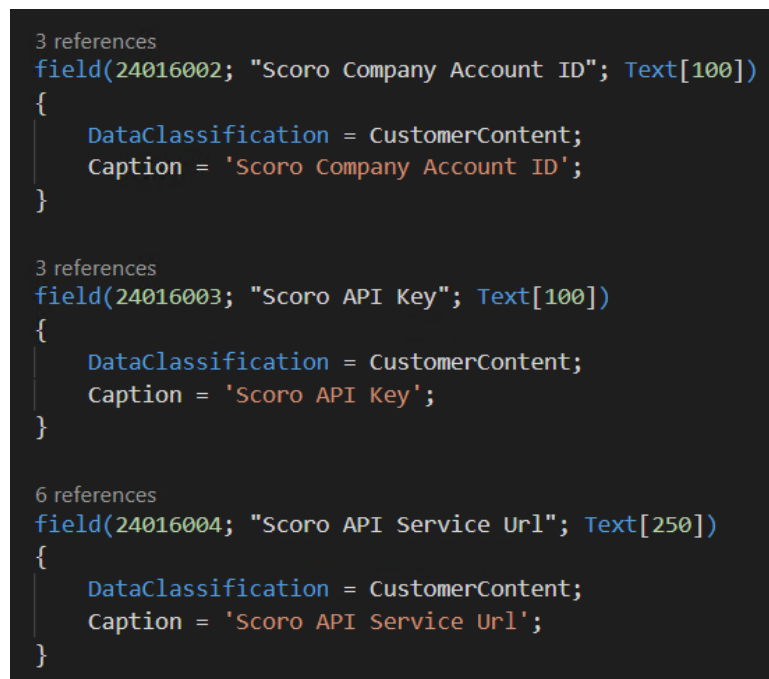 3 references
field(24016002; "Scoro Company Account ID"; Text[100])
{
DataClassification = CustomerContent;
Caption = 'Scoro Company Account ID';
}
3 references
field(24016003; "Scoro API Key"; Text[100])
{
DataClassification = CustomerContent;
Caption = 'Scoro API Key';
}
6 references
field(24016004; "Scoro API Service Url"; Text[250])
{
DataClassification = CustomerContent;
Caption = 'Scoro API Service Url';
}